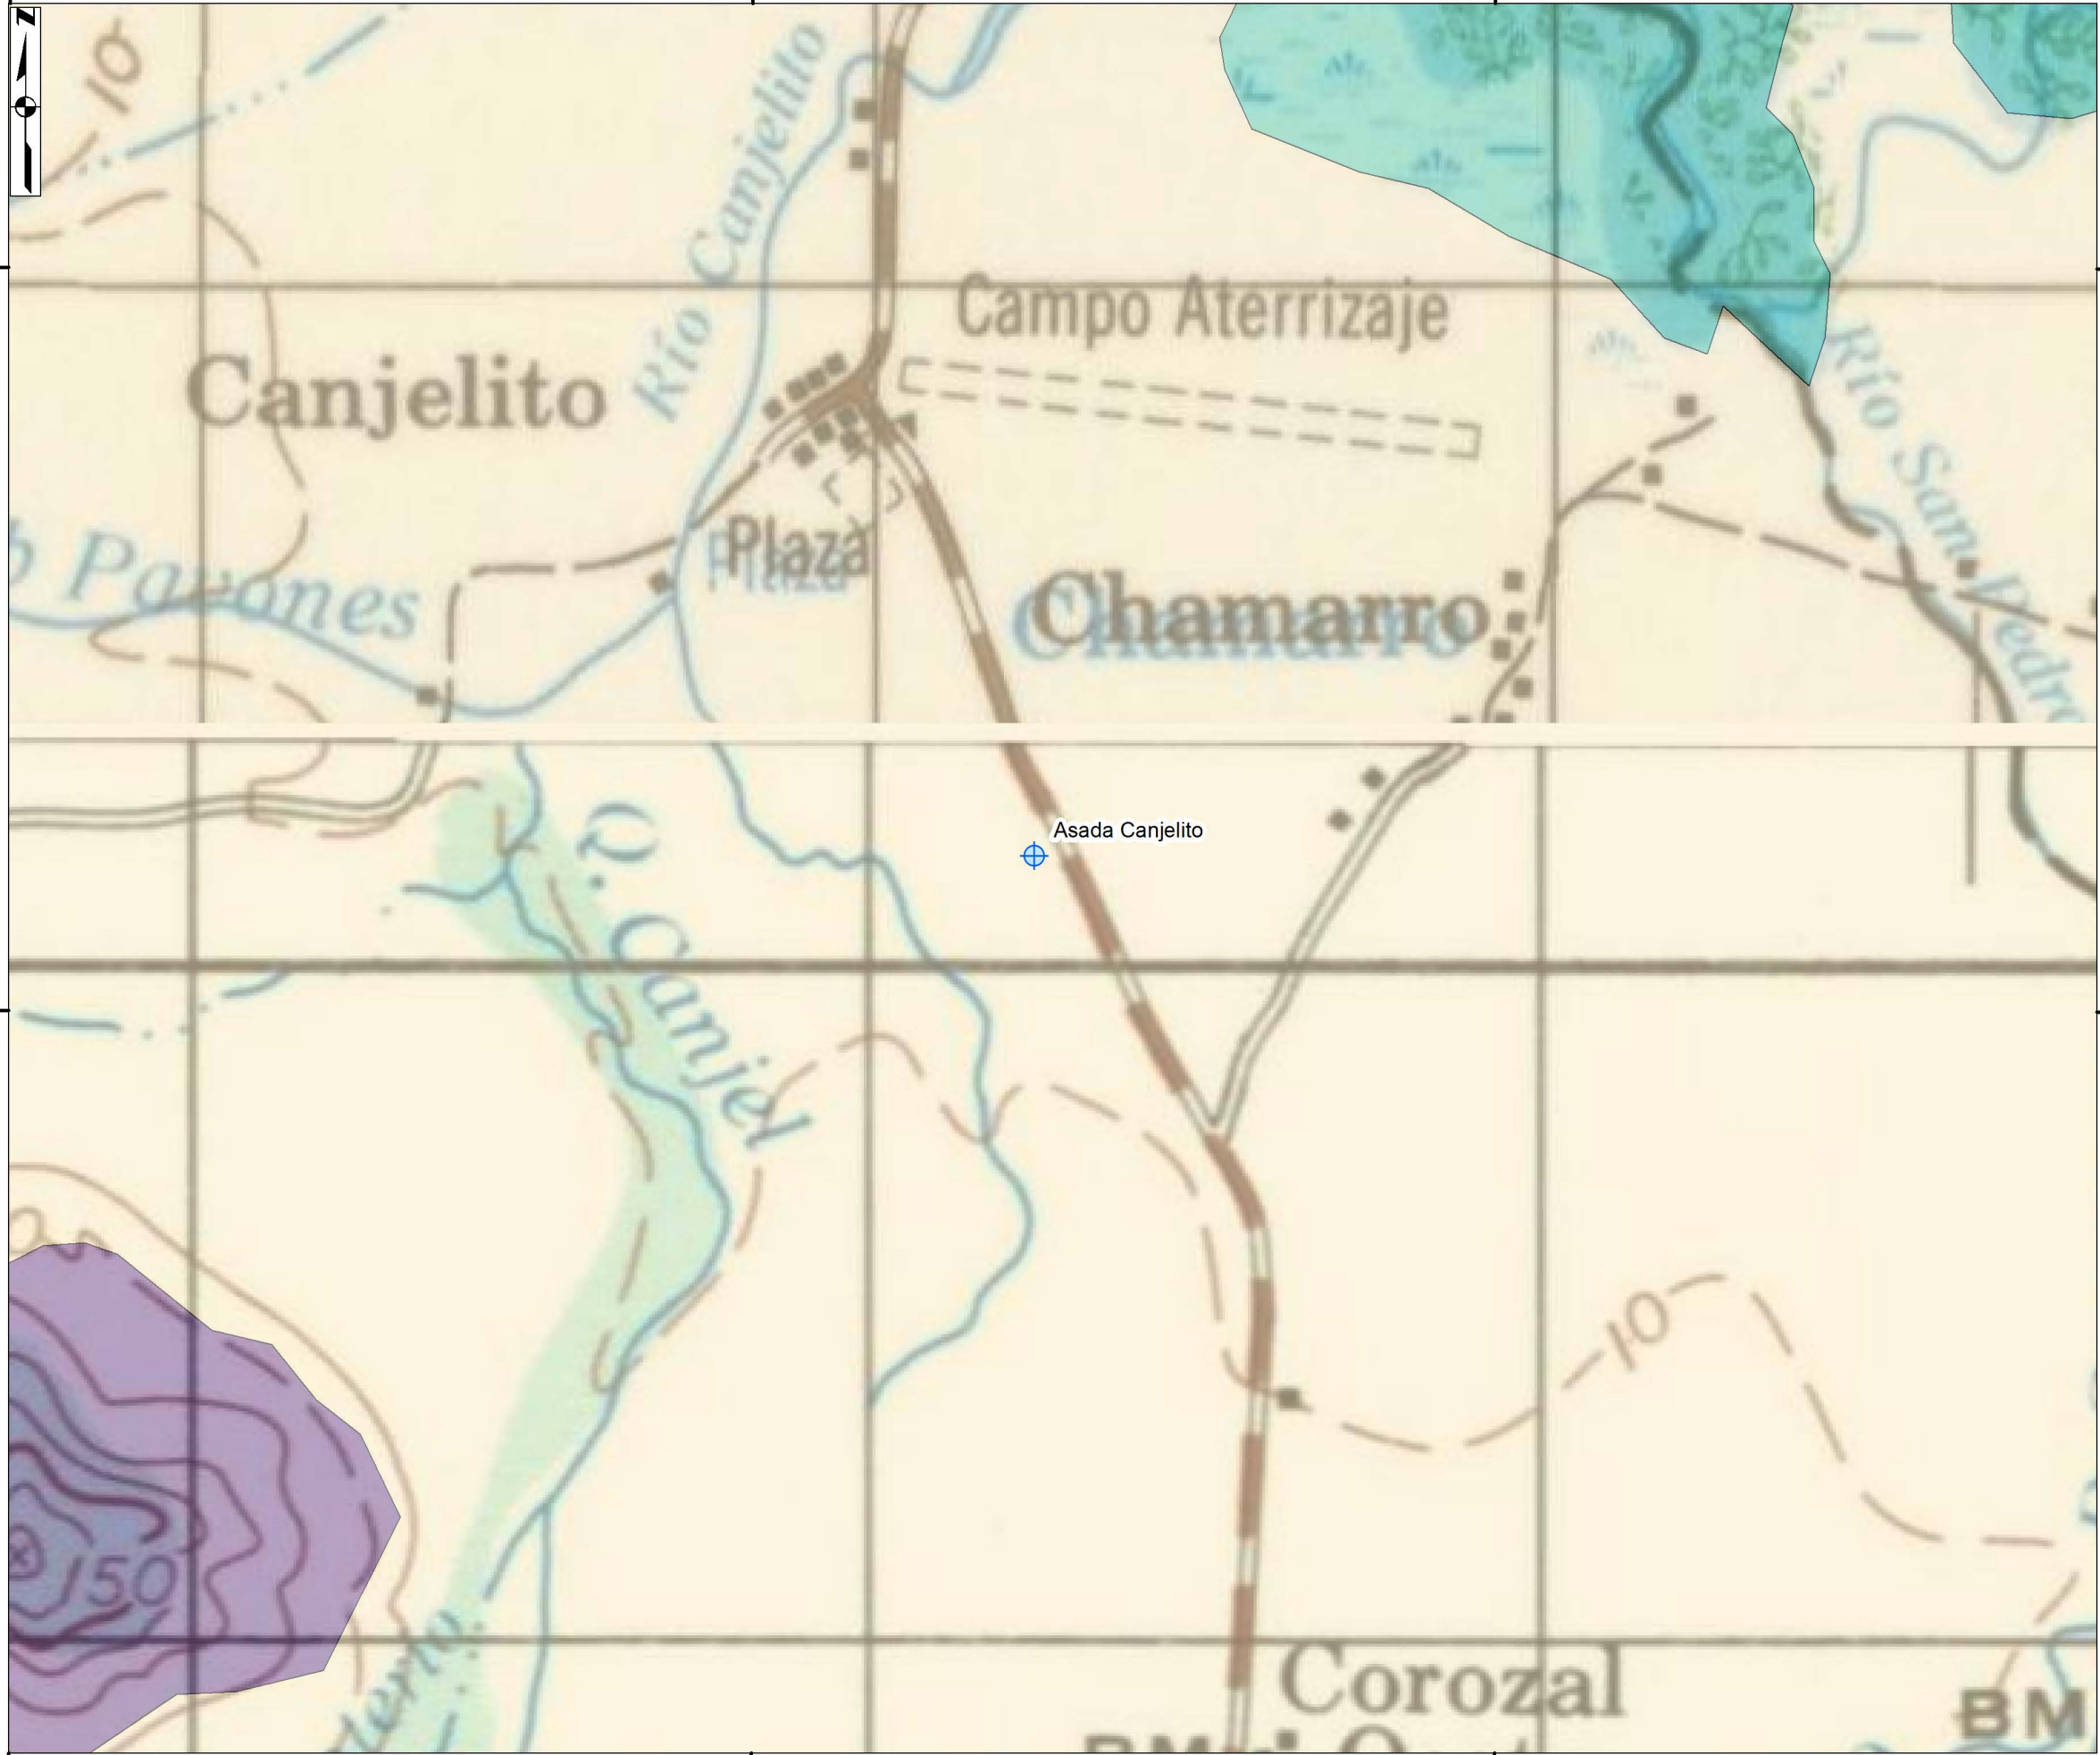 N
10
Río Canjelito
Campo Aterrizaje
Canjelito
Río San Pedro
Plaza
Pavones
Chamarro
Asada Canjelito
Q. Canjel
10
150
Corozal
BM
BM